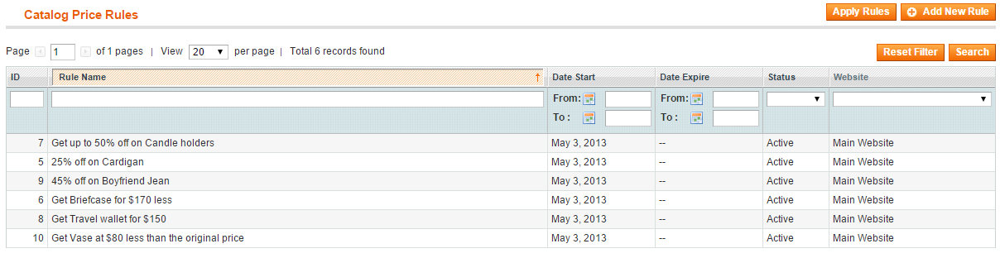 Catalog Price Rules Apply Rules Add New Rule
Page 1 of 1 pages | View 20 per page | Total 6 records found Reset Filter Search
ID Rule Name Date Start Date Expire Status Website
From: From:
To : To :
7 Get up to 50% off on Candle holders May 3, 2013 -- Active Main Website
5 25% off on Cardigan May 3, 2013 -- Active Main Website
9 45% off on Boyfriend Jean May 3, 2013 -- Active Main Website
6 Get Briefcase for $170 less May 3, 2013 -- Active Main Website
8 Get Travel wallet for $150 May 3, 2013 -- Active Main Website
10 Get Vase at $80 less than the original price May 3, 2013 -- Active Main Website